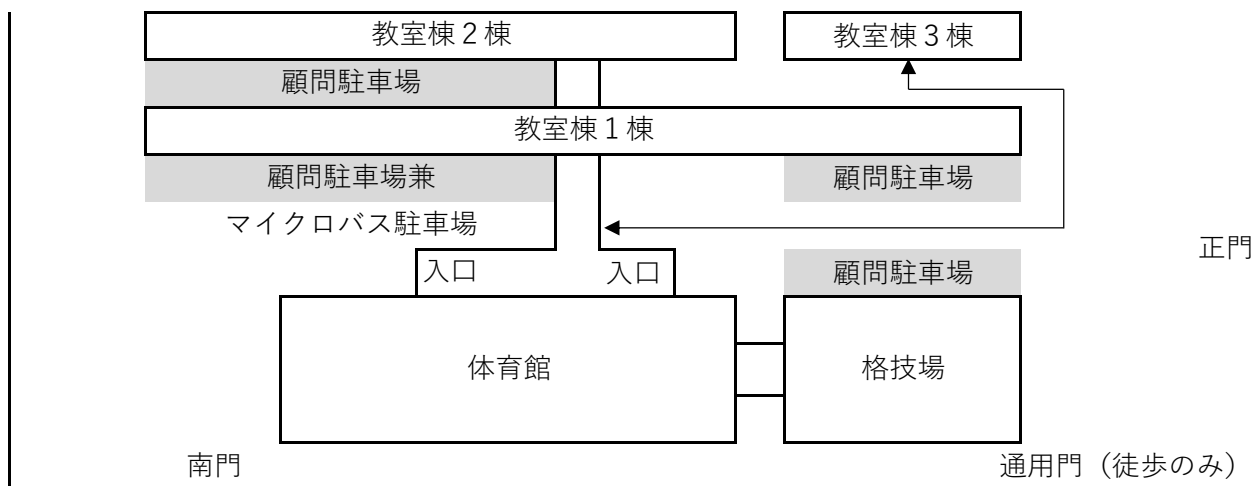 教室棟２棟
教室棟３棟
顧問駐車場
教室棟１棟
顧問駐車場兼
マイクロバス駐車場
顧問駐車場
正門
入口
入口
顧問駐車場
体育館
格技場
南門
通用門（徒歩のみ）